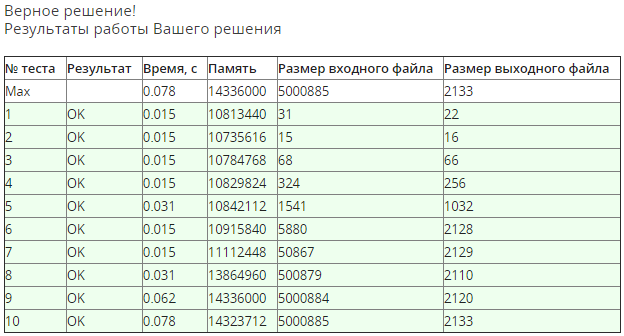 Верное решение!
Результаты работы Вашего решения
№ теста Результат Время, с Память Размер входного файла Размер выходного файла
Max 0.078 14336000 5000885 2133
1 OK 0.015 10813440 31 22
2 OK 0.015 10735616 15 16
3 OK 0.015 10784768 68 66
4 OK 0.015 10829824 324 256
5 OK 0.031 10842112 1541 1032
6 OK 0.015 10915840 5880 2128
7 OK 0.015 11112448 50867 2129
8 OK 0.031 13864960 500879 2110
9 OK 0.062 14336000 5000884 2120
10 OK 0.078 14323712 5000885 2133